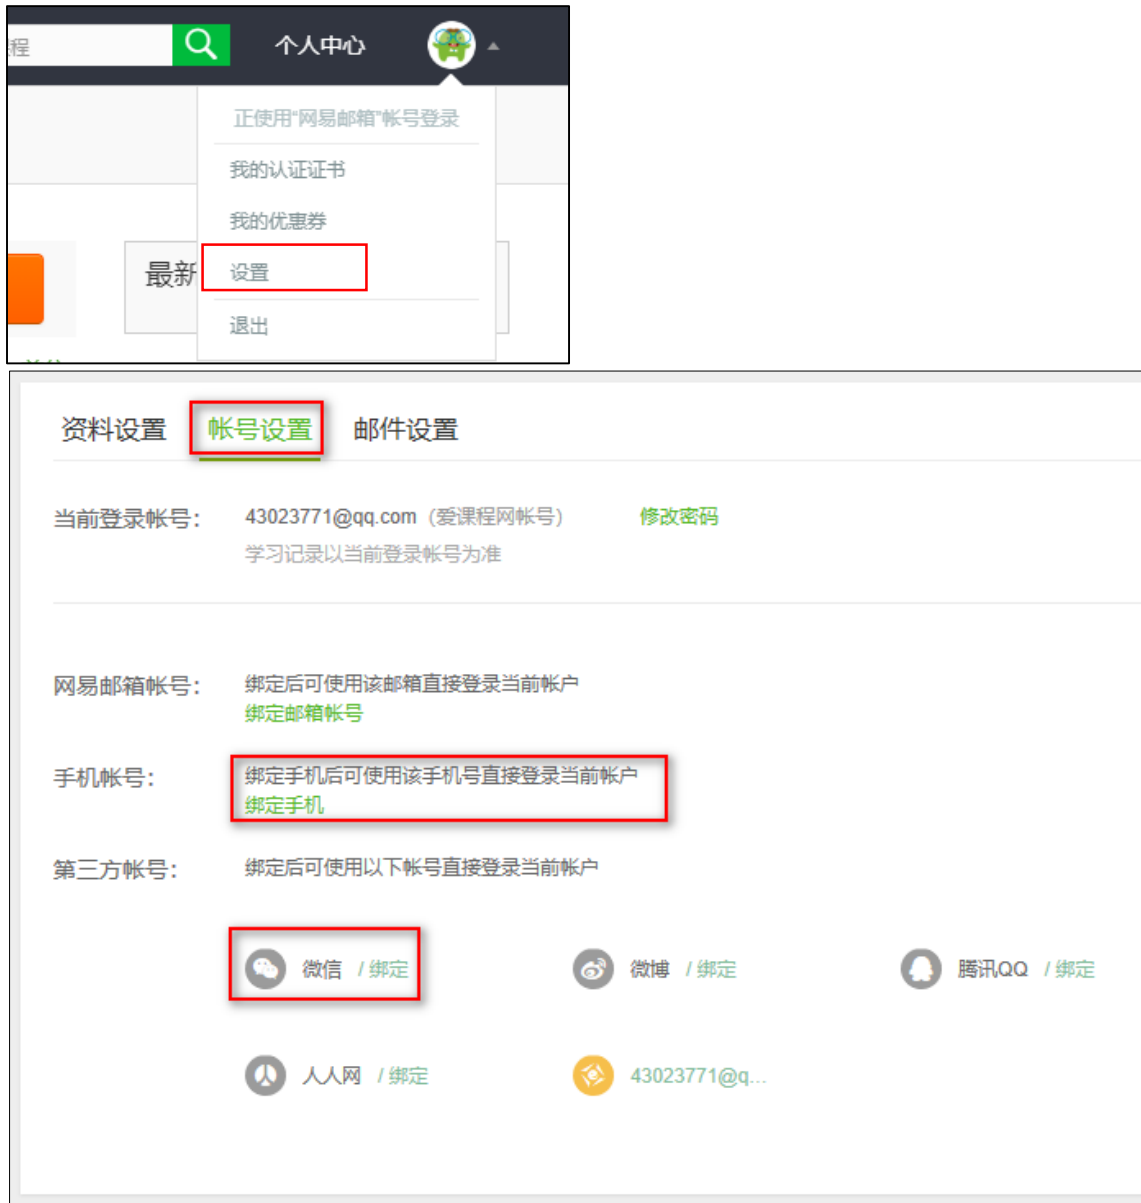 程
个人中心
正使用“网易邮箱”帐号登录
我的认证证书
我的优惠券
最新
设置
退出
资料设置
帐号设置
邮件设置
当前登录帐号：
43023771@qq.com（爱课程网帐号）
修改密码
学习记录以当前登录帐号为准
网易邮箱帐号：
绑定后可使用该邮箱直接登录当前帐户
绑定邮箱帐号
手机帐号：
绑定手机后可使用该手机号直接登录当前帐户
绑定手机
第三方帐号：
绑定后可使用以下帐号直接登录当前帐户
微信 / 绑定
微博 / 绑定
腾讯QQ / 绑定
人人网 / 绑定
43023771@q...